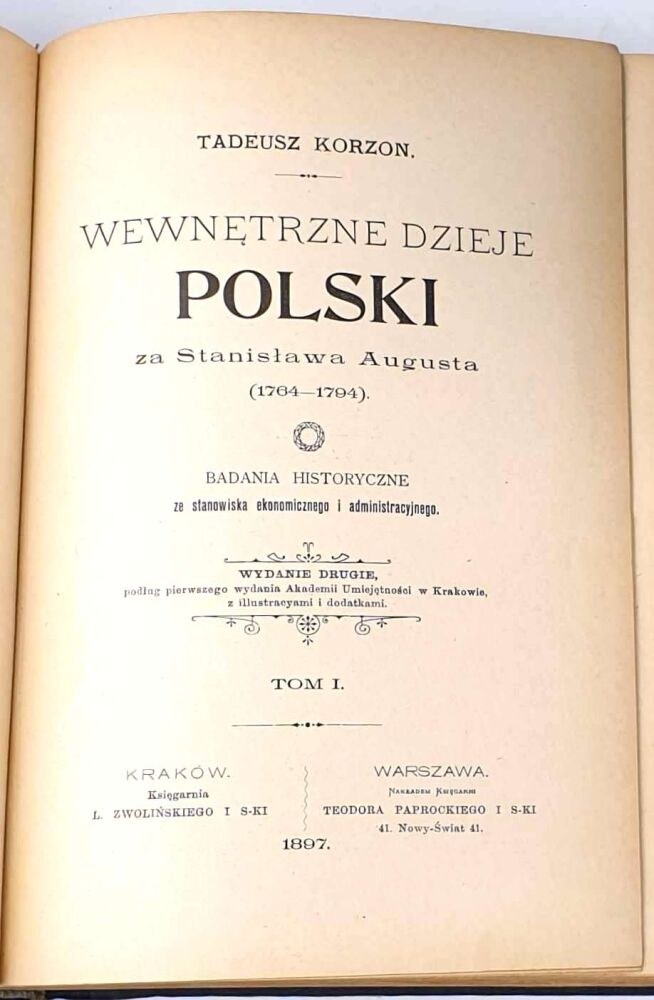 TADEUSZ KORZON.
WEWNĘTRZNE DZIEJE
POLSKI
za Stanisława Augusta
(1764—1794).
BADANIA HISTORYCZNE
ze stanowiska ekonomicznego i administracyjnego.
WYDANIE DRUGIE,
podług pierwszego wydania Akademii Umiejętności w Krakowie,
z illustracyami i dodatkami.
TOM I.
KRAKÓW.
Księgarnia
L. ZWOLIŃSKIEGO I S-KI
WARSZAWA.
Nakładem Księgarni
TEODORA PAPROCKIEGO I S-KI
41. Nowy-Świat 41.
1897.